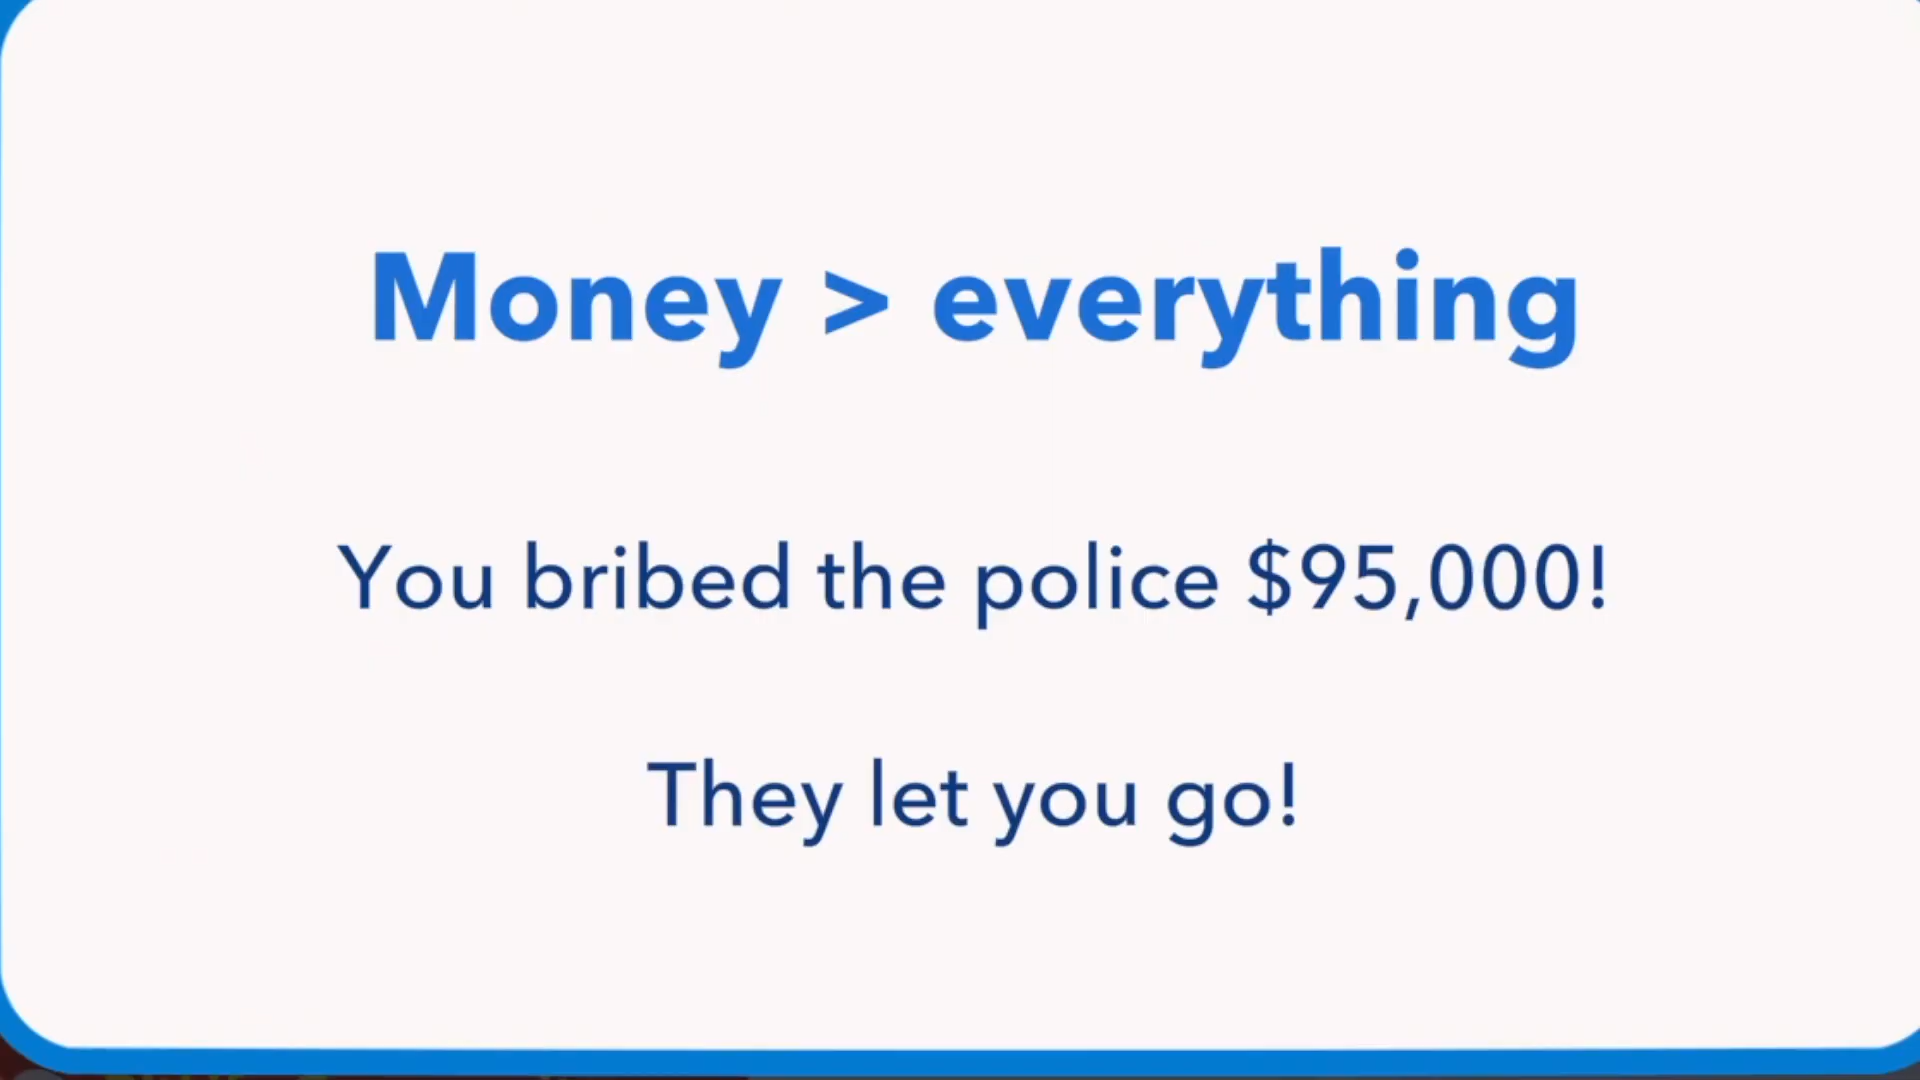 Money > everything
You bribed the police $95,000!
They let you go!